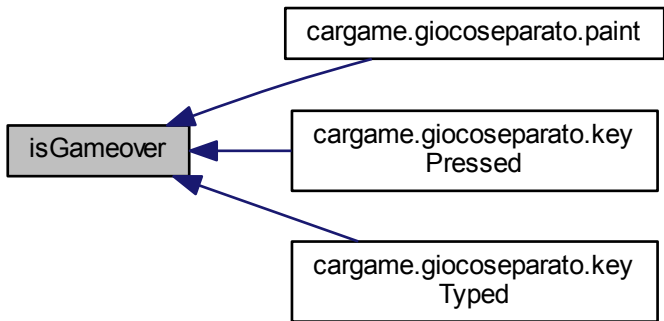 cargame.giocoseparato.paint
isGameover
cargame.giocoseparato.key
Pressed
cargame.giocoseparato.key
Typed